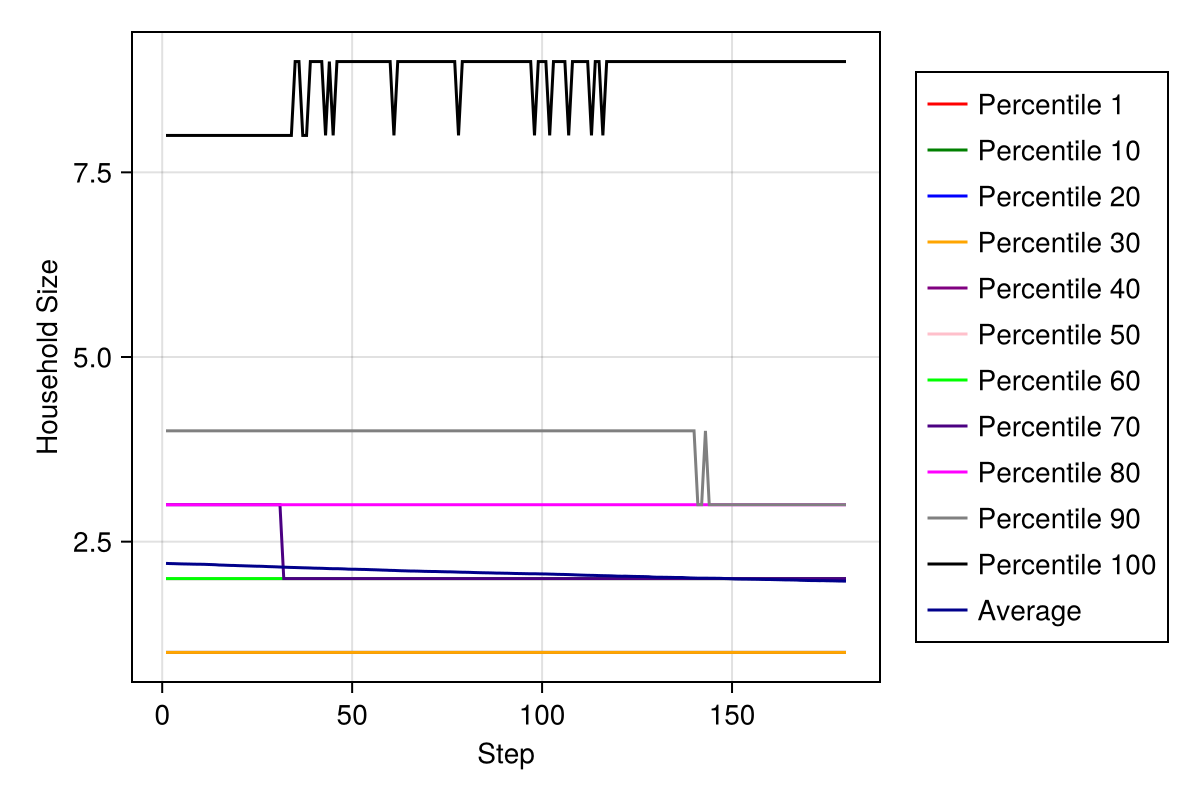 7.5
5.0
2.5
Household Size
0
50
100
150
Step
Percentile 1
Percentile 10
Percentile 20
Percentile 30
Percentile 40
Percentile 50
Percentile 60
Percentile 70
Percentile 80
Percentile 90
Percentile 100
Average